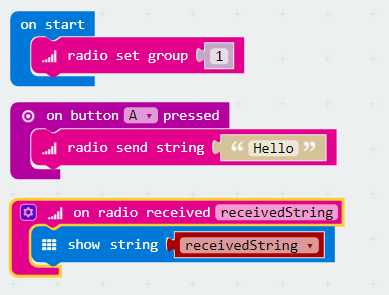 on start
radio set group 1
on button A pressed
radio send string “ Hello ”
on radio received receivedString
show string receivedString